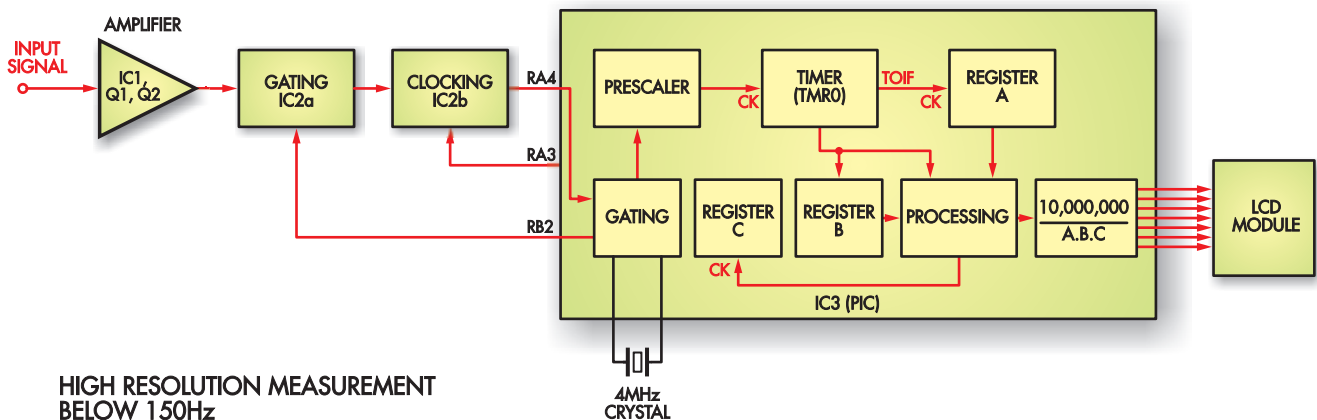 AMPLIFIER
INPUT
SIGNAL
IC1,
Q1, Q2
GATING
IC2a
CLOCKING
IC2b
RA4
RA3
RB2
PRESCALER
CK
TIMER
(TMR0)
TOIF
CK
REGISTER
A
GATING
REGISTER
C
CK
REGISTER
B
PROCESSING
10,000,000
A.B.C
LCD
MODULE
IC3 (PIC)
4MHz
CRYSTAL
HIGH RESOLUTION MEASUREMENT
BELOW 150Hz